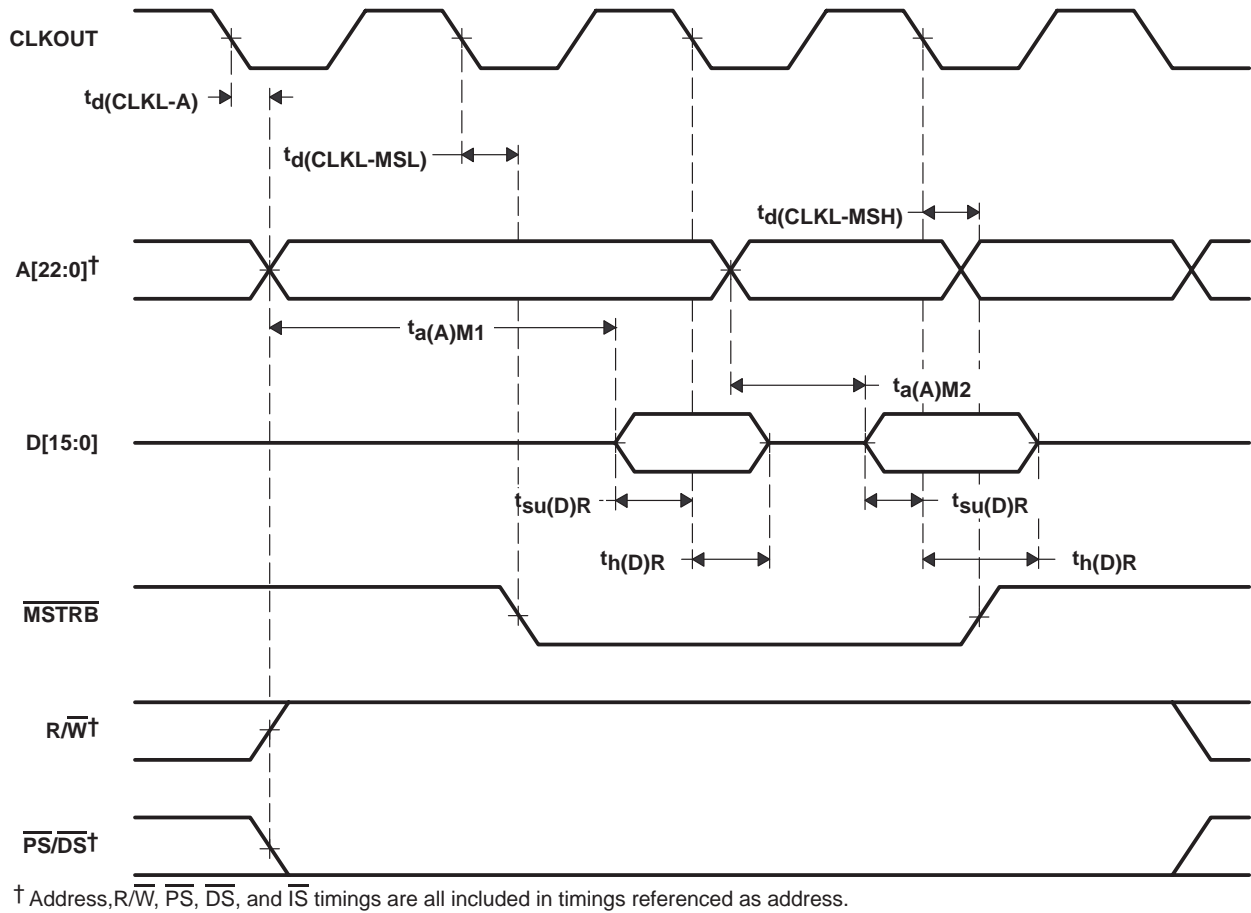 CLKOUT
td(CLKL-A)
td(CLKL-MSL)
td(CLKL-MSH)
A[22:0]†
ta(A)M1
ta(A)M2
D[15:0]
tsu(D)R
tsu(D)R
th(D)R
th(D)R
MSTRB
R/W†
PS/DS†
† Address,R/W, PS, DS, and IS timings are all included in timings referenced as address.